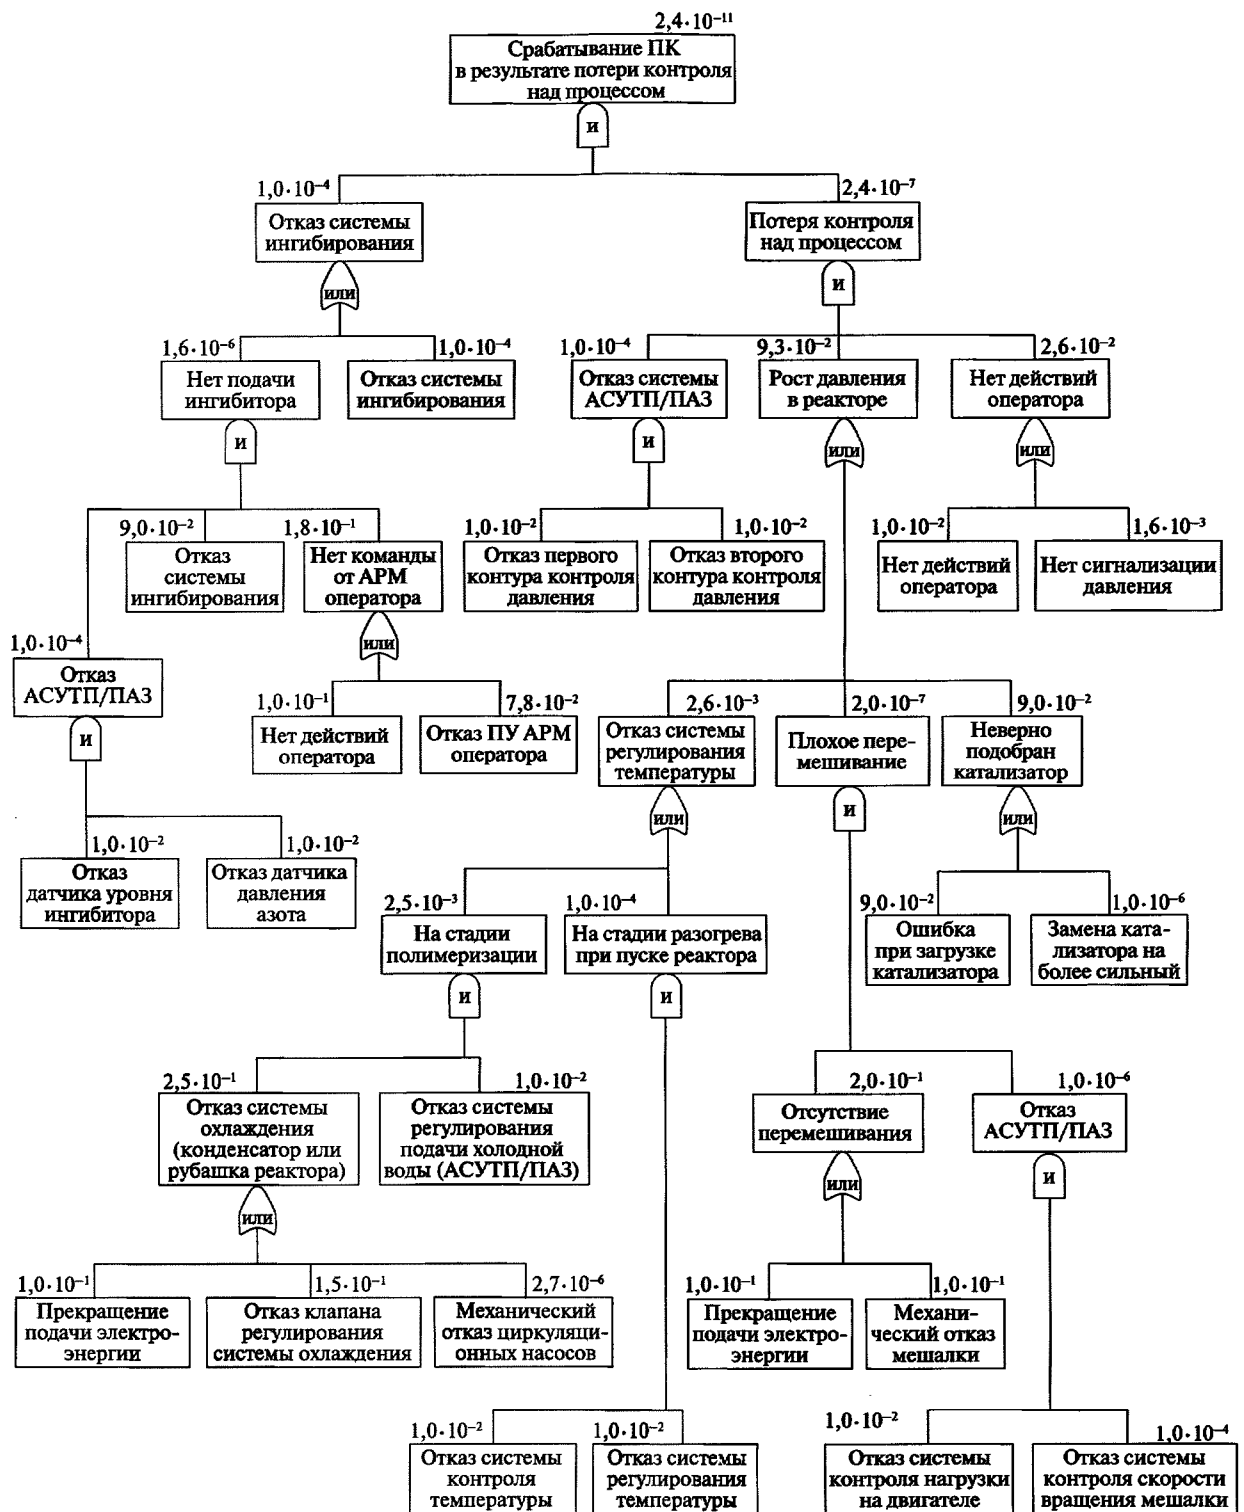 2,4·10⁻¹¹
Срабатывание ПК
в результате потери контроля
над процессом
и
1,0·10⁻⁴
Отказ системы
ингибирования
или
2,4·10⁻⁷
Потеря контроля
над процессом
и
1,6·10⁻⁶
Нет подачи
ингибитора
и
1,0·10⁻⁴
Отказ системы
ингибирования
1,0·10⁻⁴
Отказ системы
АСУТП/ПАЗ
и
9,3·10⁻²
Рост давления
в реакторе
или
2,6·10⁻²
Нет действий
оператора
или
9,0·10⁻²
Отказ
системы
ингибирования
1,8·10⁻¹
Нет команды
от АРМ
оператора
или
1,0·10⁻²
Отказ первого
контура контроля
давления
1,0·10⁻²
Отказ второго
контура контроля
давления
1,0·10⁻²
Нет действий
оператора
1,6·10⁻³
Нет сигнализации
давления
1,0·10⁻⁴
Отказ
АСУТП/ПАЗ
и
1,0·10⁻¹
Нет действий
оператора
7,8·10⁻²
Отказ ПУ АРМ
оператора
2,6·10⁻³
Отказ системы
регулирования
температуры
или
2,0·10⁻⁷
Плохое пере-
мешивание
и
9,0·10⁻²
Неверно
подобран
катализатор
или
1,0·10⁻²
Отказ
датчика уровня
ингибитора
1,0·10⁻²
Отказ датчика
давления
азота
2,5·10⁻³
На стадии
полимеризации
и
1,0·10⁻⁴
На стадии разогрева
при пуске реактора
и
9,0·10⁻²
Ошибка
при загрузке
катализатора
1,0·10⁻⁶
Замена ката-
лизатора на
более сильный
2,5·10⁻¹
Отказ системы
охлаждения
(конденсатор или
рубашка реактора)
или
1,0·10⁻²
Отказ системы
регулирования
подачи холодной
воды (АСУТП/ПАЗ)
2,0·10⁻¹
Отсутствие
перемешивания
или
1,0·10⁻⁶
Отказ
АСУТП/ПАЗ
и
1,0·10⁻¹
Прекращение
подачи электро-
энергии
1,5·10⁻¹
Отказ клапана
регулирования
системы охлаждения
2,7·10⁻⁶
Механический
отказ циркуляци-
онных насосов
1,0·10⁻¹
Прекращение
подачи электро-
энергии
1,0·10⁻¹
Механи-
ческий отказ
мешалки
1,0·10⁻²
Отказ системы
контроля
температуры
1,0·10⁻²
Отказ системы
регулирования
температуры
1,0·10⁻²
Отказ системы
контроля нагрузки
на двигателе
1,0·10⁻⁴
Отказ системы
контроля скорости
вращения мешалки